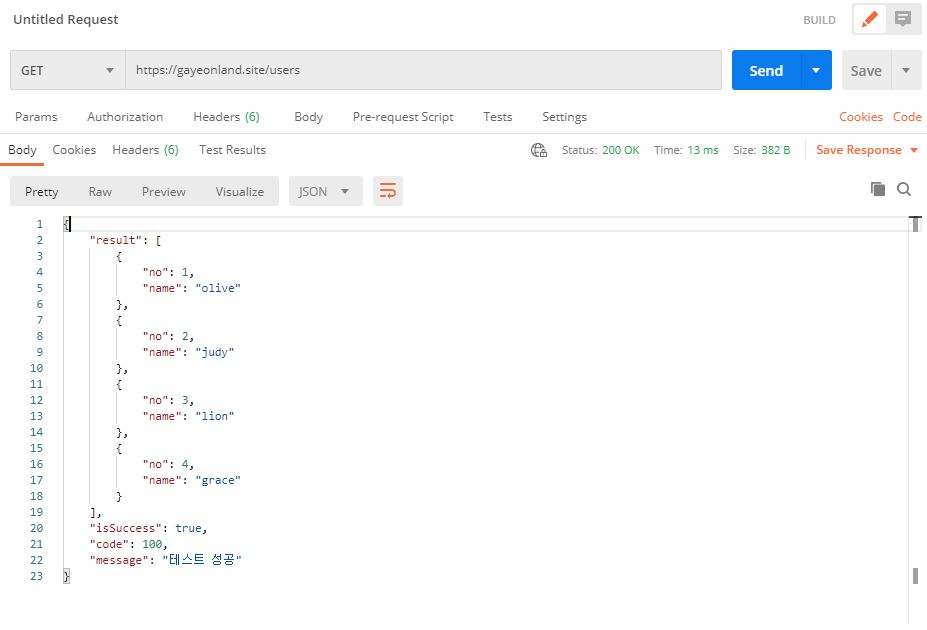 Untitled Request BUILD
GET https://gayeonland.site/users Send Save
Params Authorization Headers (6) Body Pre-request Script Tests Settings Cookies Code
Body Cookies Headers (6) Test Results Status: 200 OK Time: 13 ms Size: 382 B Save Response
Pretty Raw Preview Visualize JSON
1 {
2 "result": [
3 {
4 "no": 1,
5 "name": "olive"
6 },
7 {
8 "no": 2,
9 "name": "judy"
10 },
11 {
12 "no": 3,
13 "name": "lion"
14 },
15 {
16 "no": 4,
17 "name": "grace"
18 }
19 ],
20 "isSuccess": true,
21 "code": 100,
22 "message": "테스트 성공"
23 }